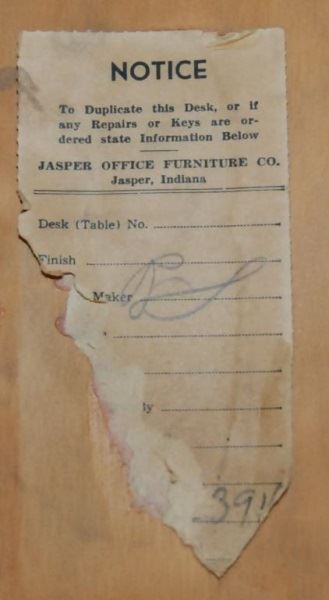 NOTICE
To Duplicate this Desk, or if
any Repairs or Keys are or-
dered state Information Below
JASPER OFFICE FURNITURE CO.
Jasper, Indiana
Desk (Table) No.
Finish
Maker
ly
391